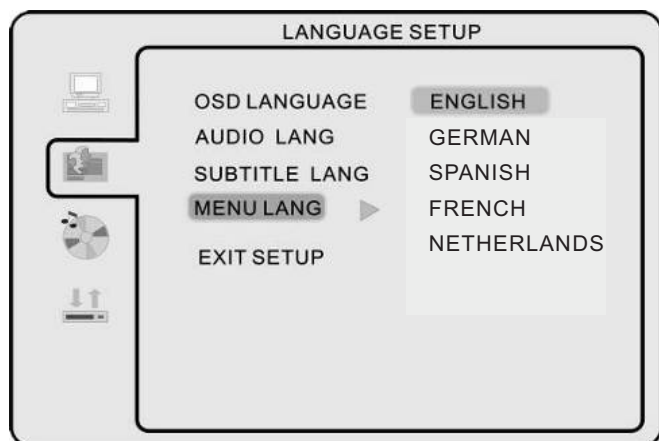 LANGUAGE SETUP
OSD LANGUAGE ENGLISH
AUDIO LANG GERMAN
SUBTITLE LANG SPANISH
MENU LANG FRENCH
EXIT SETUP NETHERLANDS